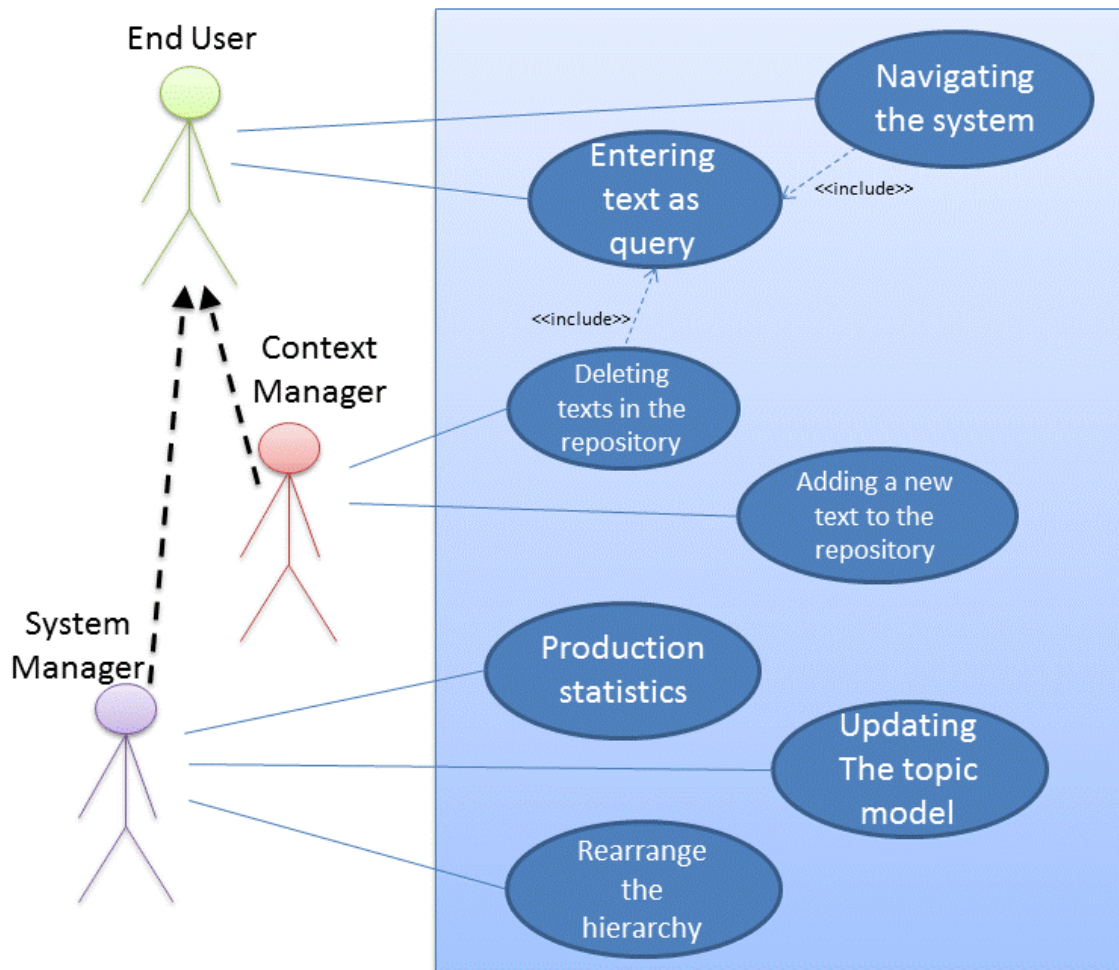 End User
Navigating
the system
Entering
text as
query
<<include>>
<<include>>
Context
Manager
Deleting
texts in the
repository
Adding a new
text to the
repository
System
Manager
Production
statistics
Updating
The topic
model
Rearrange
the
hierarchy